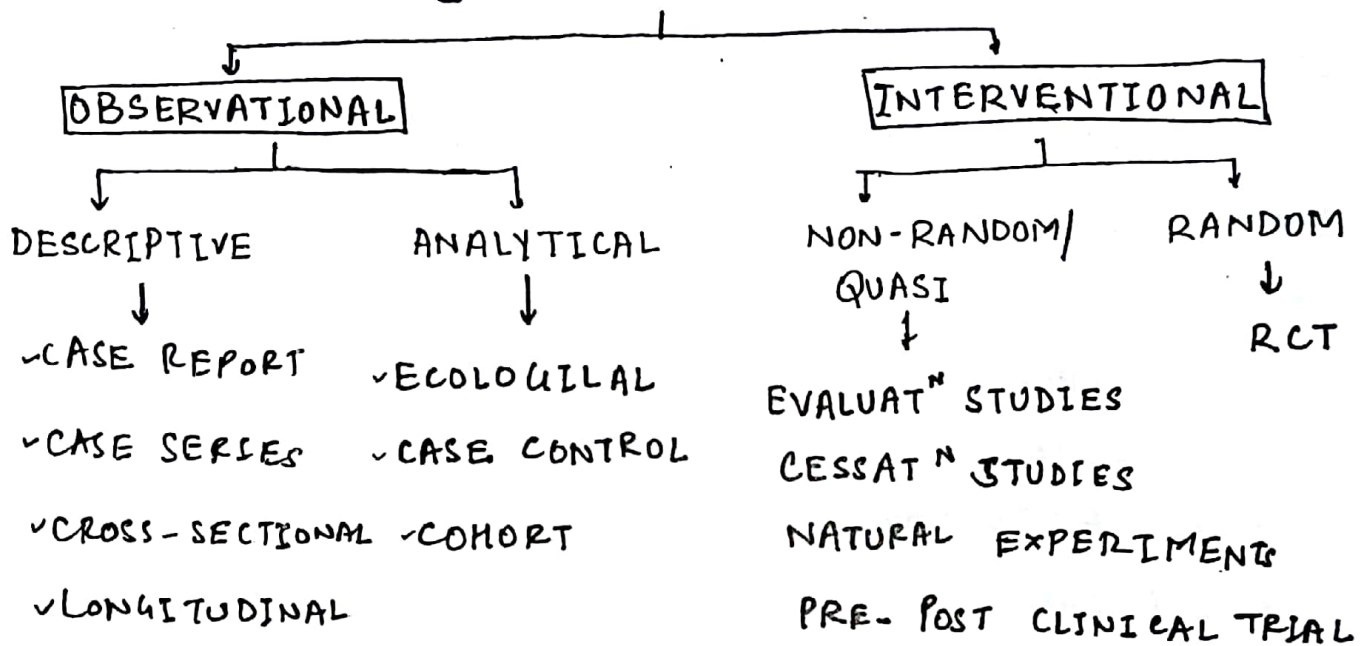 OBSERVATIONAL
INTERVENTIONAL
DESCRIPTIVE
ANALYTICAL
NON-RANDOM/
QUASI
RANDOM
CASE REPORT
CASE SERIES
CROSS-SECTIONAL
LONGITUDINAL
ECOLOGILAL
CASE CONTROL
COHORT
EVALUATᴺ STUDIES
CESSATᴺ STUDIES
NATURAL EXPERIMENTS
PRE-POST CLINICAL TRIAL
RCT